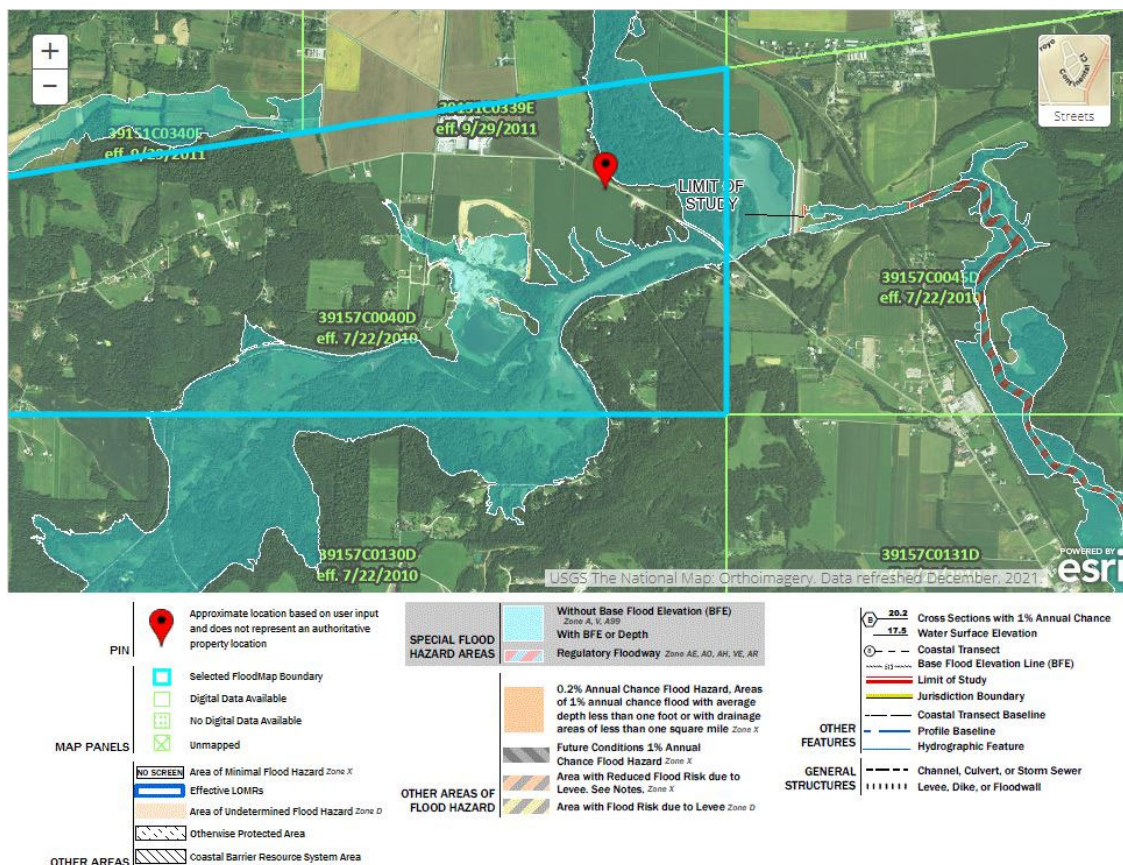 +
−
royo
Continental Ct
Streets
39151C0339E
eff. 9/29/2011
39151C0340E
eff. 9/29/2011
LIMIT OF
STUDY
39157C0045D
eff. 7/22/2010
39157C0040D
eff. 7/22/2010
39157C0130D
eff. 7/22/2010
39157C0131D
eff. 7/22/2010
POWERED BY
esri
USGS The National Map: Orthoimagery. Data refreshed December, 2021.
PIN
Approximate location based on user input
and does not represent an authoritative
property location
MAP PANELS
Selected FloodMap Boundary
Digital Data Available
No Digital Data Available
Unmapped
OTHER AREAS
NO SCREEN Area of Minimal Flood Hazard Zone X
Effective LOMRs
Area of Undetermined Flood Hazard Zone D
Otherwise Protected Area
Coastal Barrier Resource System Area
SPECIAL FLOOD
HAZARD AREAS
Without Base Flood Elevation (BFE)
Zone A, V, A99
With BFE or Depth
Regulatory Floodway Zone AE, AO, AH, VE, AR
OTHER AREAS OF
FLOOD HAZARD
0.2% Annual Chance Flood Hazard, Areas
of 1% annual chance flood with average
depth less than one foot or with drainage
areas of less than one square mile Zone X
Future Conditions 1% Annual
Chance Flood Hazard Zone X
Area with Reduced Flood Risk due to
Levee. See Notes. Zone X
Area with Flood Risk due to Levee Zone D
OTHER
FEATURES
B 20.2 Cross Sections with 1% Annual Chance
17.5 Water Surface Elevation
8 Coastal Transect
513 Base Flood Elevation Line (BFE)
Limit of Study
Jurisdiction Boundary
Coastal Transect Baseline
Profile Baseline
Hydrographic Feature
GENERAL
STRUCTURES
Channel, Culvert, or Storm Sewer
Levee, Dike, or Floodwall